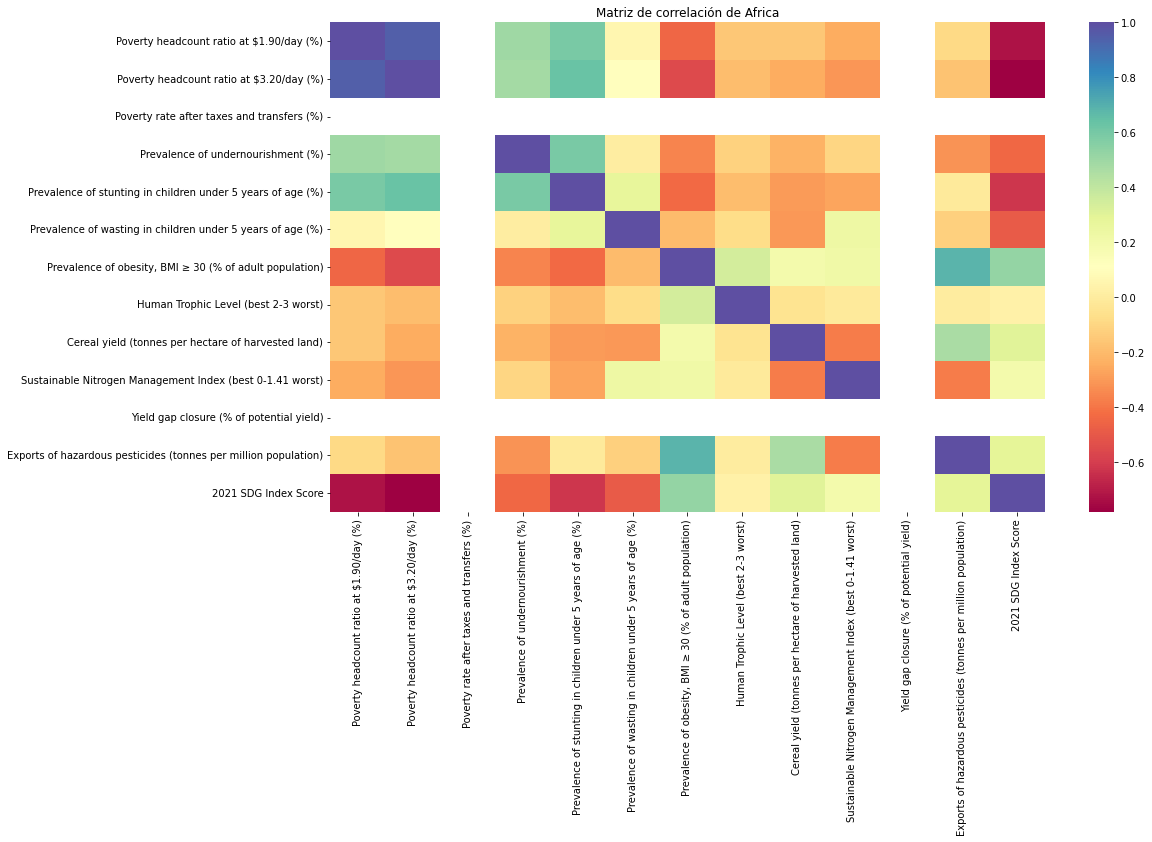 Matriz de correlación de Africa
Poverty headcount ratio at $1.90/day (%)
Poverty headcount ratio at $3.20/day (%)
Poverty rate after taxes and transfers (%)
Prevalence of undernourishment (%)
Prevalence of stunting in children under 5 years of age (%)
Prevalence of wasting in children under 5 years of age (%)
Prevalence of obesity, BMI ≥ 30 (% of adult population)
Human Trophic Level (best 2-3 worst)
Cereal yield (tonnes per hectare of harvested land)
Sustainable Nitrogen Management Index (best 0-1.41 worst)
Yield gap closure (% of potential yield)
Exports of hazardous pesticides (tonnes per million population)
2021 SDG Index Score
Poverty headcount ratio at $1.90/day (%)
Poverty headcount ratio at $3.20/day (%)
Poverty rate after taxes and transfers (%)
Prevalence of undernourishment (%)
Prevalence of stunting in children under 5 years of age (%)
Prevalence of wasting in children under 5 years of age (%)
Prevalence of obesity, BMI ≥ 30 (% of adult population)
Human Trophic Level (best 2-3 worst)
Cereal yield (tonnes per hectare of harvested land)
Sustainable Nitrogen Management Index (best 0-1.41 worst)
Yield gap closure (% of potential yield)
Exports of hazardous pesticides (tonnes per million population)
2021 SDG Index Score
1.0
0.8
0.6
0.4
0.2
0.0
−0.2
−0.4
−0.6